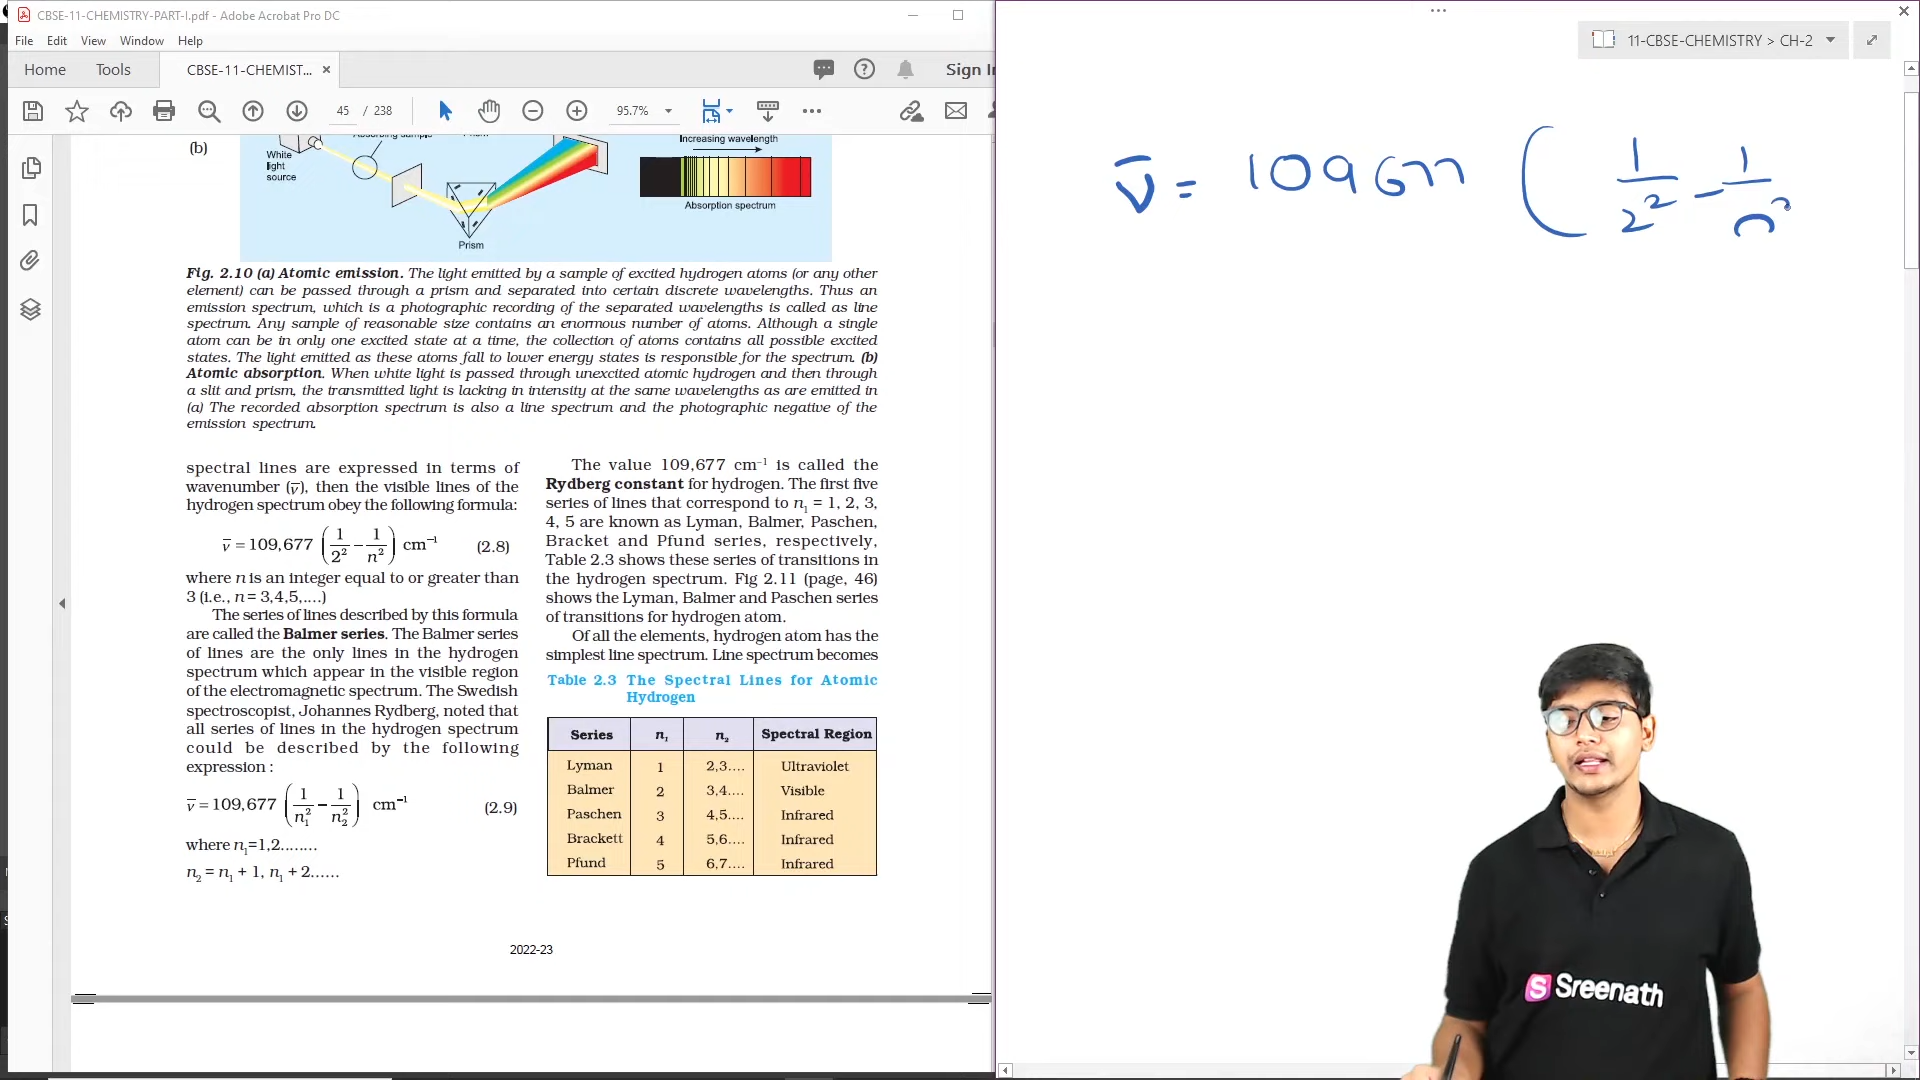 CBSE-11-CHEMISTRY-PART-I.pdf - Adobe Acrobat Pro DC
File Edit View Window Help
Home Tools CBSE-11-CHEMIST... × Sign In
45 / 238 95.7%
(b)
White
light
source
Absorbing sample
Prism
Increasing wavelength
Absorption spectrum
Prism
Fig. 2.10 (a) Atomic emission. The light emitted by a sample of excited hydrogen atoms (or any other
element) can be passed through a prism and separated into certain discrete wavelengths. Thus an
emission spectrum, which is a photographic recording of the separated wavelengths is called as line
spectrum. Any sample of reasonable size contains an enormous number of atoms. Although a single
atom can be in only one excited state at a time, the collection of atoms contains all possible excited
states. The light emitted as these atoms fall to lower energy states is responsible for the spectrum. (b)
Atomic absorption. When white light is passed through unexcited atomic hydrogen and then through
a slit and prism, the transmitted light is lacking in intensity at the same wavelengths as are emitted in
(a) The recorded absorption spectrum is also a line spectrum and the photographic negative of the
emission spectrum.
spectral lines are expressed in terms of
wavenumber (ν̅), then the visible lines of the
hydrogen spectrum obey the following formula:
ν̅ = 109,677 (1/2² − 1/n²) cm⁻¹ (2.8)
where n is an integer equal to or greater than
3 (i.e., n = 3,4,5,....)
The series of lines described by this formula
are called the Balmer series. The Balmer series
of lines are the only lines in the hydrogen
spectrum which appear in the visible region
of the electromagnetic spectrum. The Swedish
spectroscopist, Johannes Rydberg, noted that
all series of lines in the hydrogen spectrum
could be described by the following
expression :
ν̅ = 109,677 (1/n₁² − 1/n₂²) cm⁻¹ (2.9)
where n₁=1,2........
n₂ = n₁ + 1, n₁ + 2......
The value 109,677 cm⁻¹ is called the
Rydberg constant for hydrogen. The first five
series of lines that correspond to n₁ = 1, 2, 3,
4, 5 are known as Lyman, Balmer, Paschen,
Bracket and Pfund series, respectively,
Table 2.3 shows these series of transitions in
the hydrogen spectrum. Fig 2.11 (page, 46)
shows the Lyman, Balmer and Paschen series
of transitions for hydrogen atom.
Of all the elements, hydrogen atom has the
simplest line spectrum. Line spectrum becomes
Table 2.3 The Spectral Lines for Atomic
Hydrogen
Series n₁ n₂ Spectral Region
Lyman 1 2,3.... Ultraviolet
Balmer 2 3,4.... Visible
Paschen 3 4,5.... Infrared
Brackett 4 5,6.... Infrared
Pfund 5 6,7.... Infrared
2022-23
11-CBSE-CHEMISTRY > CH-2
ν̅ = 109677 ( 1/2² − 1/n²
S Sreenath